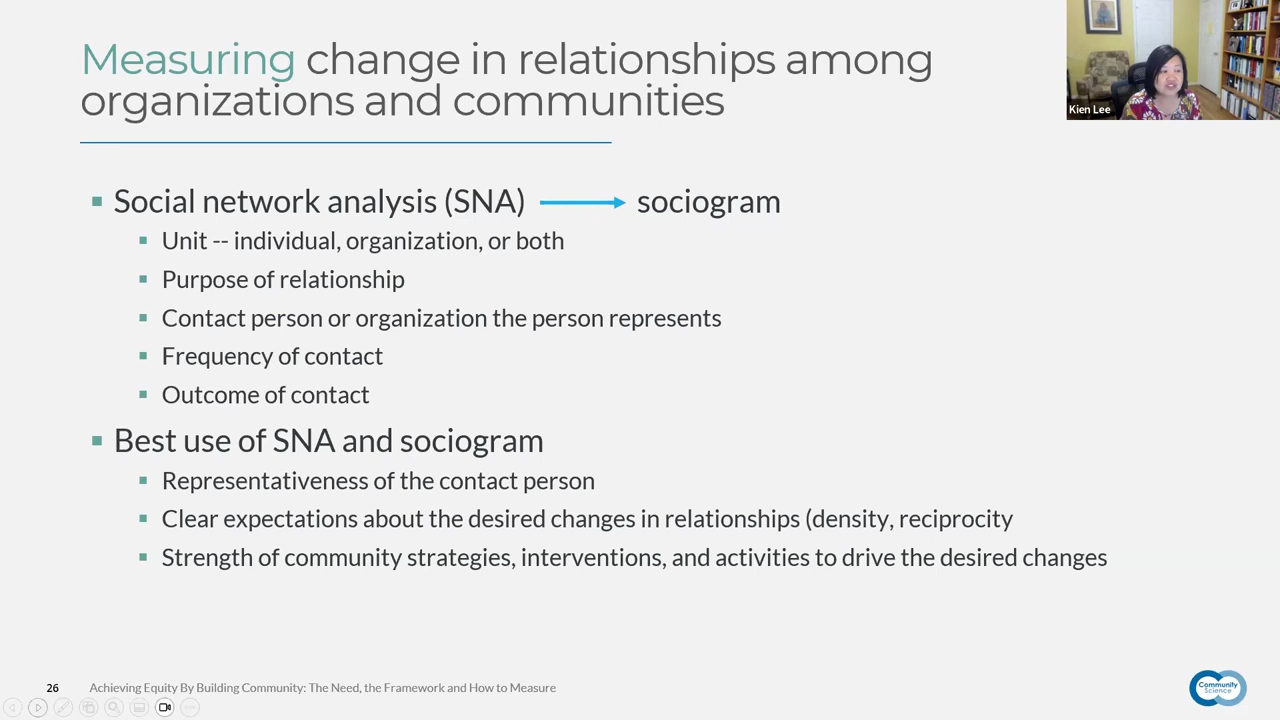 Measuring change in relationships among
organizations and communities
Kien Lee
Social network analysis (SNA) sociogram
Unit -- individual, organization, or both
Purpose of relationship
Contact person or organization the person represents
Frequency of contact
Outcome of contact
Best use of SNA and sociogram
Representativeness of the contact person
Clear expectations about the desired changes in relationships (density, reciprocity
Strength of community strategies, interventions, and activities to drive the desired changes
26 Achieving Equity By Building Community: The Need, the Framework and How to Measure
Community
Science